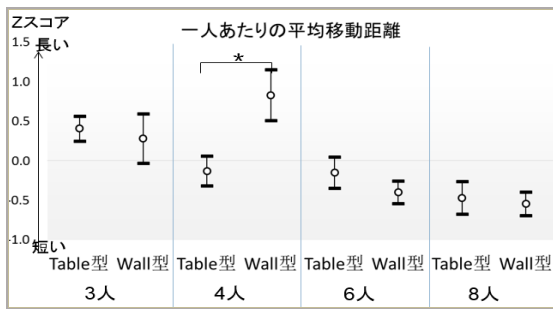 Zスコア
一人あたりの平均移動距離
長い
1.5
*
1.0
0.5
0.0
-0.5
-1.0
短い
Table型 Wall型 Table型 Wall型 Table型 Wall型 Table型 Wall型
3人 4人 6人 8人